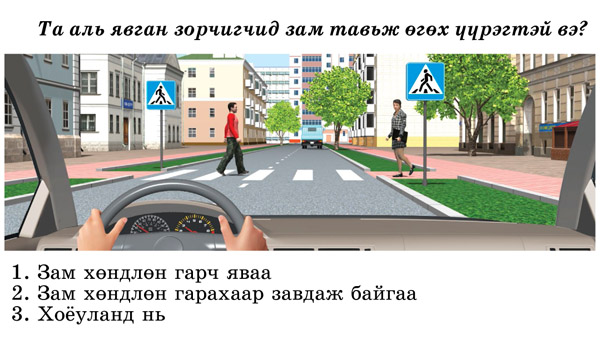 Та аль явган зорчигчид зам тавьж өгөх үүрэгтэй вэ?
1. Зам хөндлөн гарч яваа
2. Зам хөндлөн гарахаар завдаж байгаа
3. Хоёуланд нь